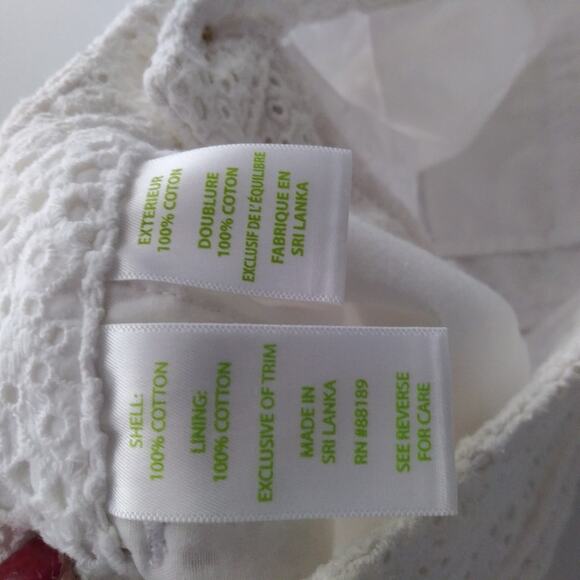 EXTERIEUR
100% COTON
DOUBLURE
100% COTON
EXCLUSIF DE L'ÉQUILIBRE
FABRIQUE EN
SRI LANKA
SHELL:
100% COTTON
LINING:
100% COTTON
EXCLUSIVE OF TRIM
MADE IN
SRI LANKA
RN #88189
SEE REVERSE
FOR CARE